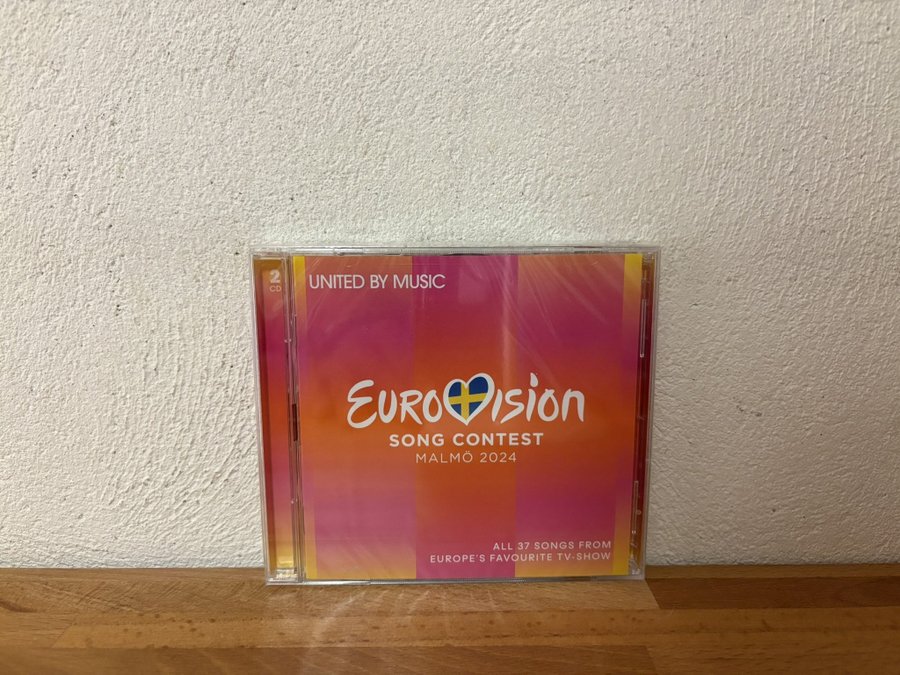 2
CD
UNITED BY MUSIC
EUROVISION
SONG CONTEST
MALMÖ 2024
ALL 37 SONGS FROM
EUROPE'S FAVOURITE TV-SHOW